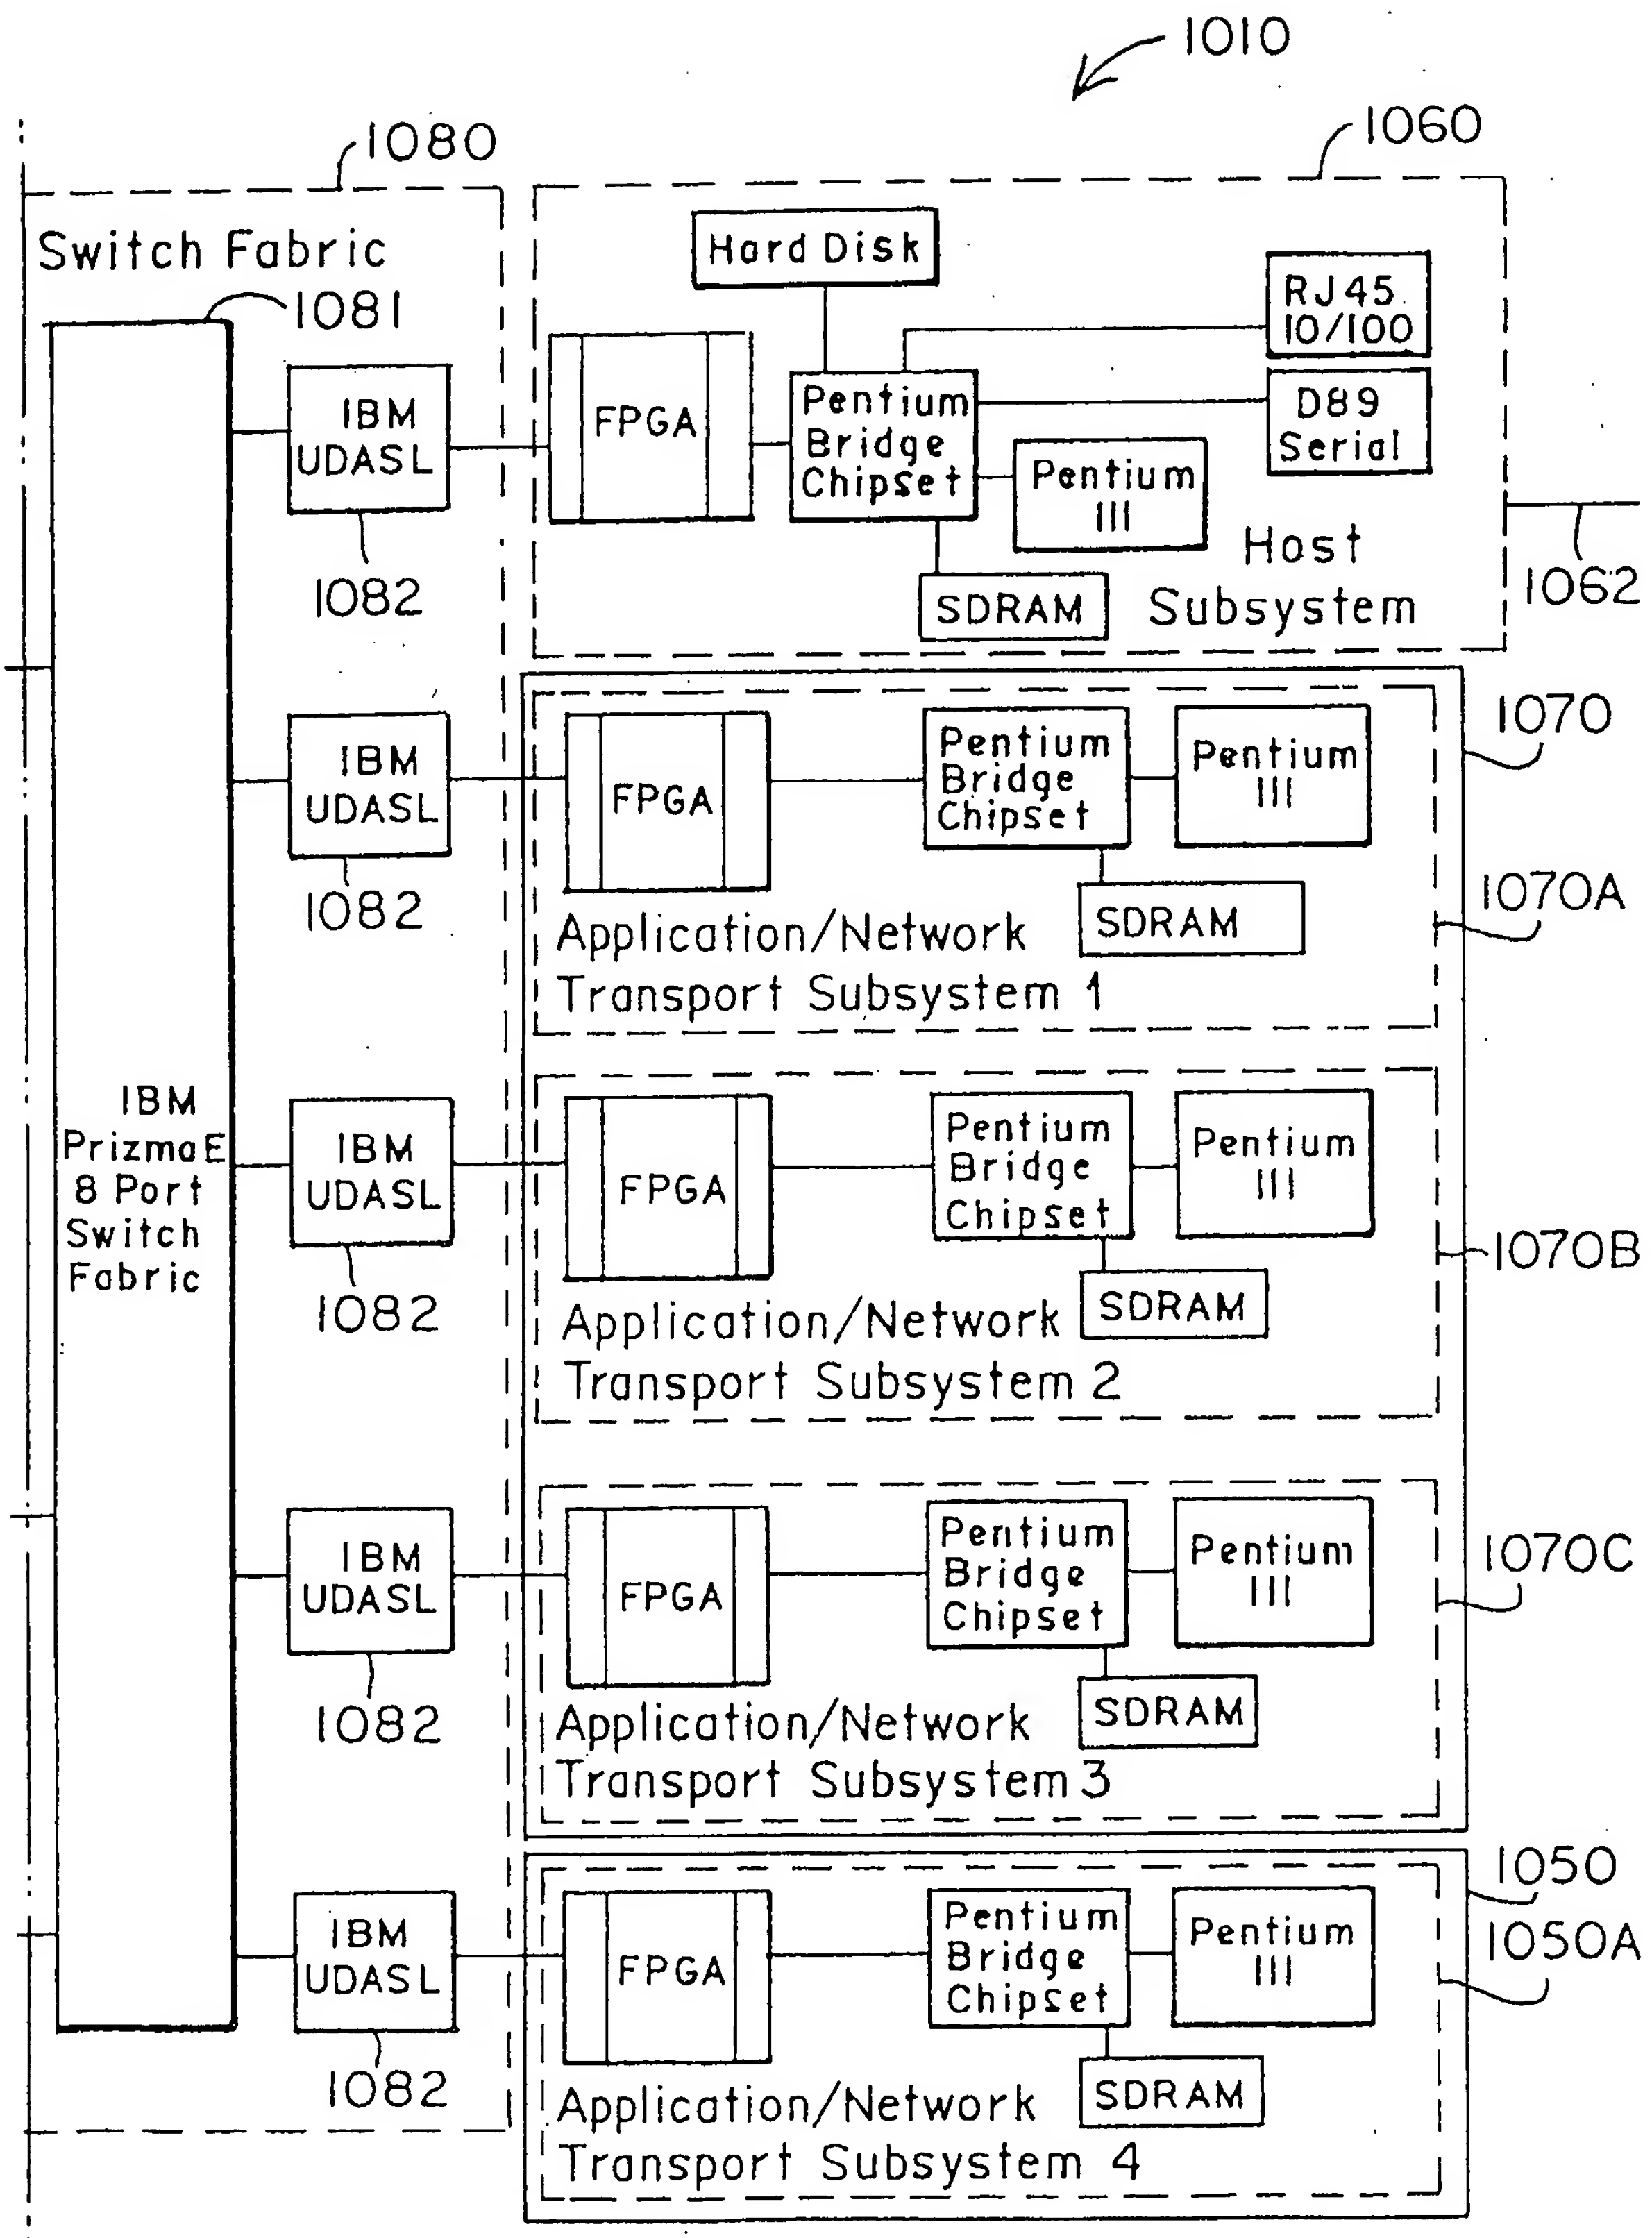 1010
1080
1060
Switch Fabric
1081
Hard Disk
RJ45
10/100
IBM
UDASL
FPGA
Pentium
Bridge
Chipset
D89
Serial
Pentium
III
Host
Subsystem
1062
1082
SDRAM
1070
IBM
UDASL
FPGA
Pentium
Bridge
Chipset
Pentium
III
1070A
1082
SDRAM
Application/Network
Transport Subsystem 1
IBM
PrizmaE
8 Port
Switch
Fabric
IBM
UDASL
FPGA
Pentium
Bridge
Chipset
Pentium
III
1070B
1082
SDRAM
Application/Network
Transport Subsystem 2
IBM
UDASL
FPGA
Pentium
Bridge
Chipset
Pentium
III
1070C
1082
SDRAM
Application/Network
Transport Subsystem 3
1050
IBM
UDASL
FPGA
Pentium
Bridge
Chipset
Pentium
III
1050A
1082
SDRAM
Application/Network
Transport Subsystem 4